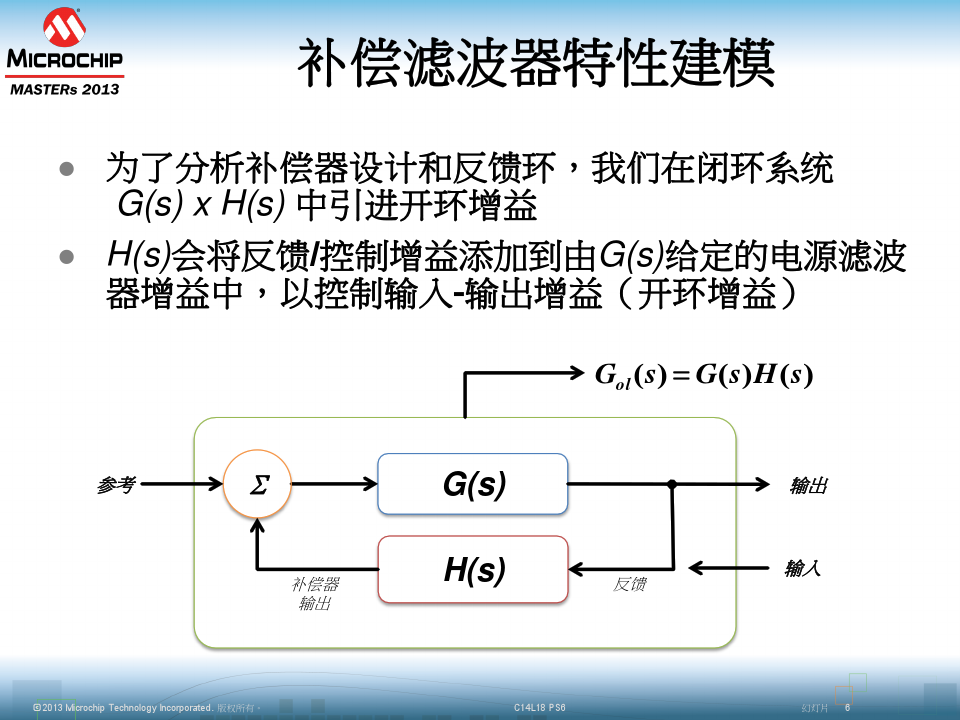 MICROCHIP
MASTERs 2013
补偿滤波器特性建模
● 为了分析补偿器设计和反馈环,我们在闭环系统
G(s) x H(s) 中引进开环增益
● H(s)会将反馈/控制增益添加到由G(s)给定的电源滤波
器增益中,以控制输入-输出增益(开环增益)
Gol(s)=G(s)H(s)
参考
Σ
G(s)
输出
H(s)
输入
补偿器
输出
反馈
©2013 Microchip Technology Incorporated. 版权所有。
C14L18 PS6
幻灯片 6